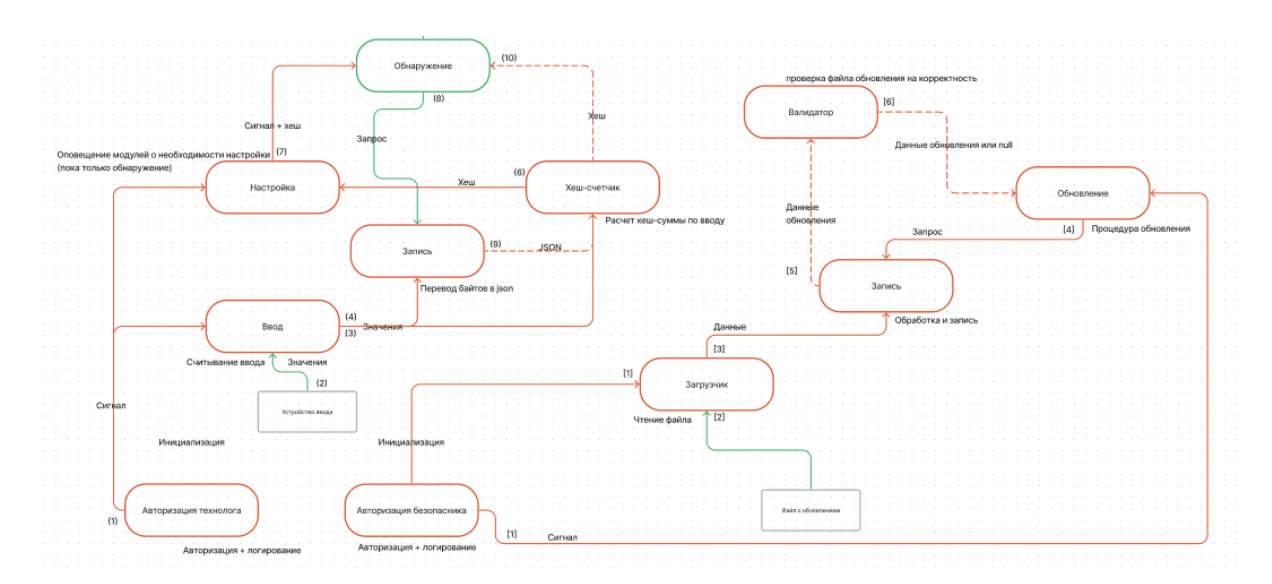 Обнаружение
(10)
(8)
Сигнал + хеш
Запрос
Хеш
Оповещение модулей о необходимости настройки
(7)
(пока только обнаружение)
Настройка
Хеш
(6)
Хеш-счетчик
Расчет хеш-суммы по вводу
Запись
(9)
JSON
Перевод байтов в json
Ввод
(4)
(3)
Значения
Считывание ввода
Значения
(2)
Устройство ввода
Сигнал
Инициализация
Авторизация технолога
(1)
Авторизация + логирование
проверка файла обновления на корректность
Валидатор
[6]
Данные обновления или null
Обновление
Данные
обновления
Запрос
[4]
Процедура обновления
[5]
Запись
Обработка и запись
Данные
[3]
[1]
Загрузчик
Чтение файла
[2]
Инициализация
Файл с обновлением
Авторизация безопасника
[1]
Сигнал
Авторизация + логирование